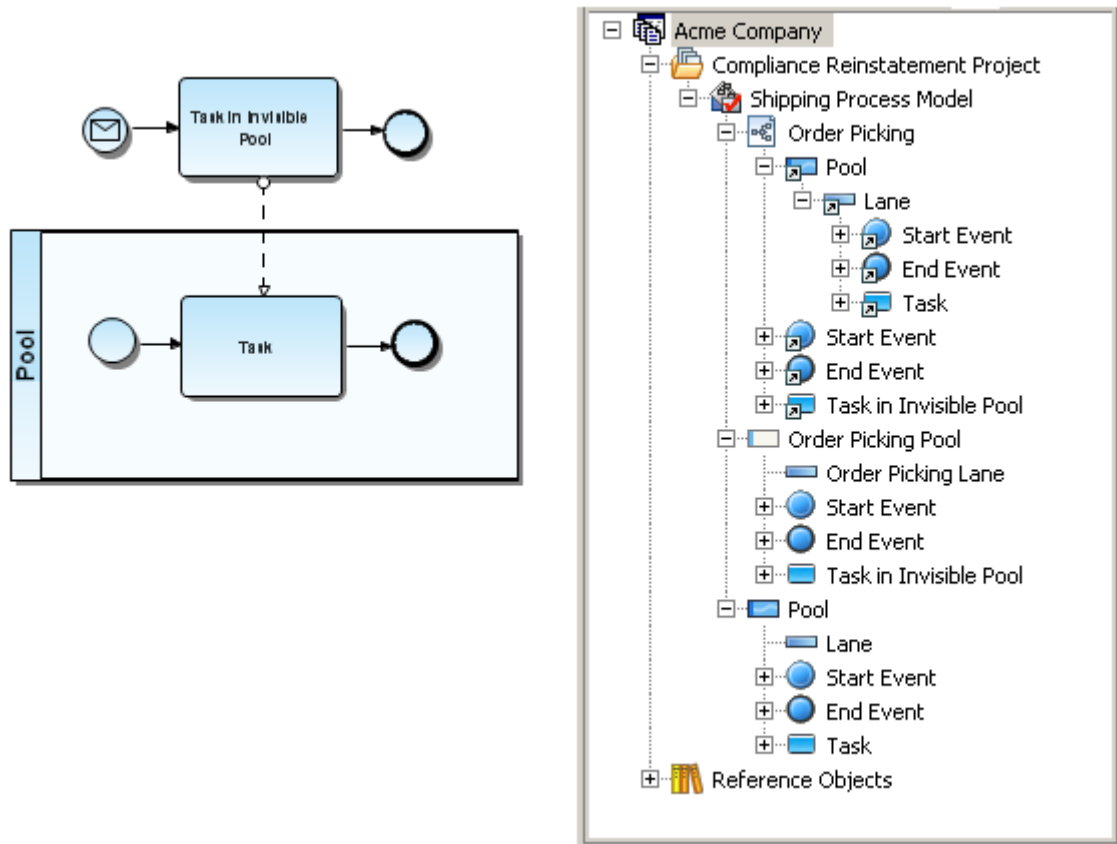 Task in Invisible
Pool
Pool
Task
Acme Company
Compliance Reinstatement Project
Shipping Process Model
Order Picking
Pool
Lane
Start Event
End Event
Task
Start Event
End Event
Task in Invisible Pool
Order Picking Pool
Order Picking Lane
Start Event
End Event
Task in Invisible Pool
Pool
Lane
Start Event
End Event
Task
Reference Objects